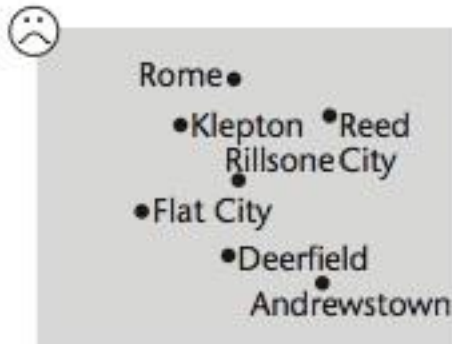 Rome
Klepton
Reed
Rillsone City
Flat City
Deerfield
Andrewstown